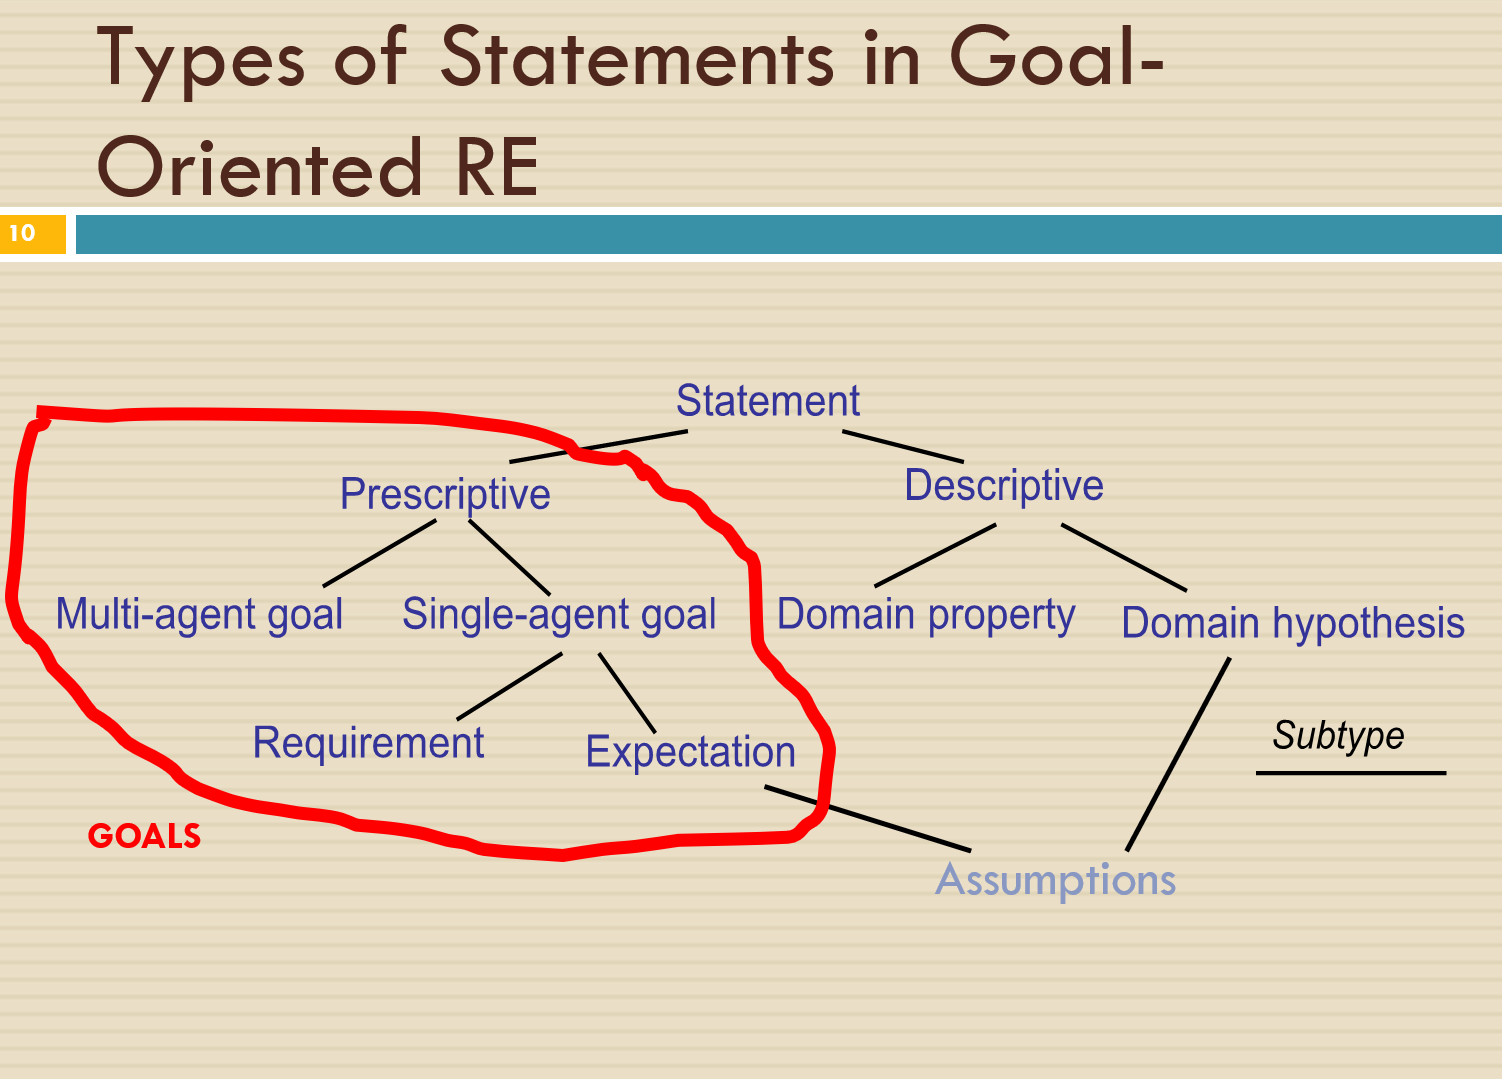 Types of Statements in Goal-
Oriented RE
10
Statement
Prescriptive
Descriptive
Multi-agent goal
Single-agent goal
Domain property
Domain hypothesis
Requirement
Expectation
Subtype
GOALS
Assumptions